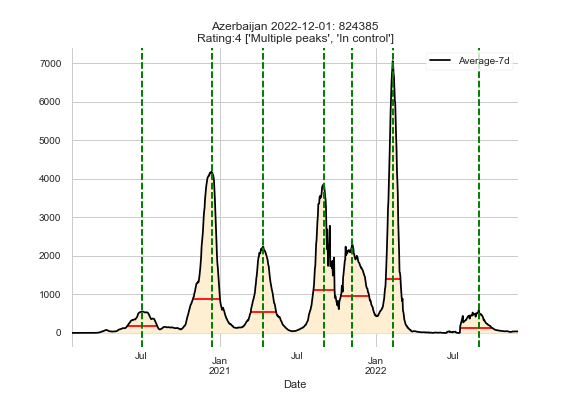 Azerbaijan 2022-12-01: 824385
Rating:4 ['Multiple peaks', 'In control']
Average-7d
7000
6000
5000
4000
3000
2000
1000
0
Jul
Jan
2021
Jul
Jan
2022
Jul
Date